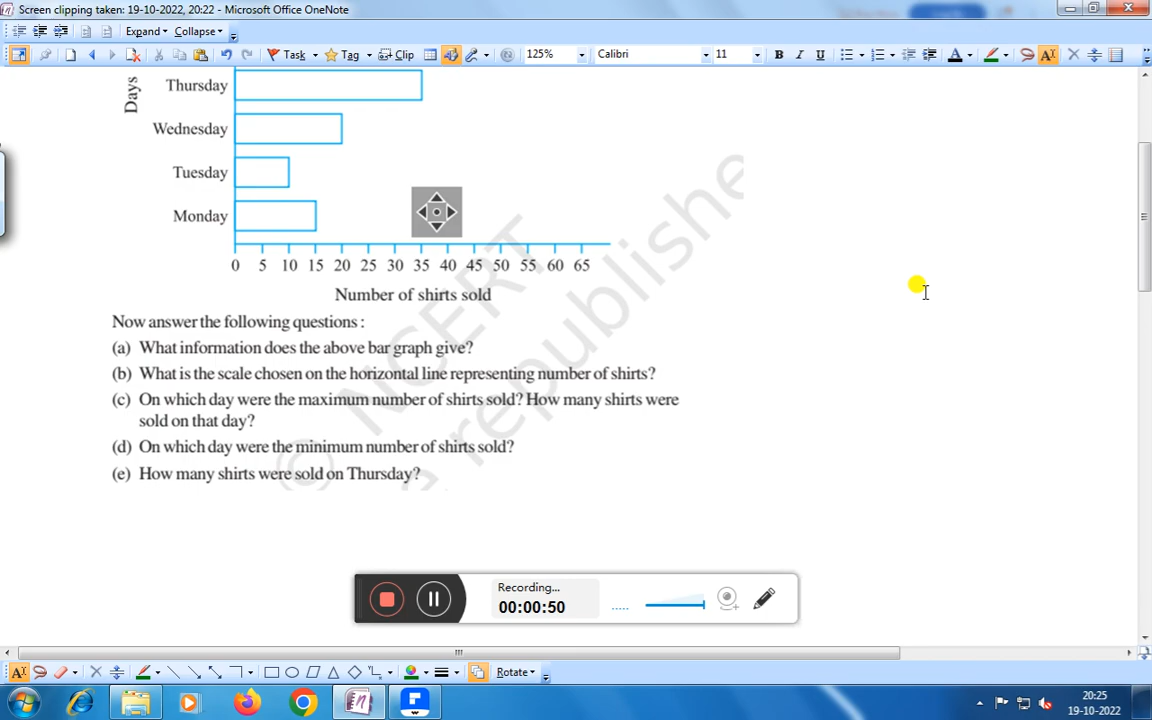 Screen clipping taken: 19-10-2022, 20:22 - Microsoft Office OneNote
Expand Collapse
Task Tag Clip 125% Calibri 11 B I U A
Days
Thursday
Wednesday
Tuesday
Monday
0 5 10 15 20 25 30 35 40 45 50 55 60 65
Number of shirts sold
Now answer the following questions :
(a) What information does the above bar graph give?
(b) What is the scale chosen on the horizontal line representing number of shirts?
(c) On which day were the maximum number of shirts sold? How many shirts were
sold on that day?
(d) On which day were the minimum number of shirts sold?
(e) How many shirts were sold on Thursday?
© NCERT
e republishe
Recording...
00:00:50
Rotate
20:25
19-10-2022